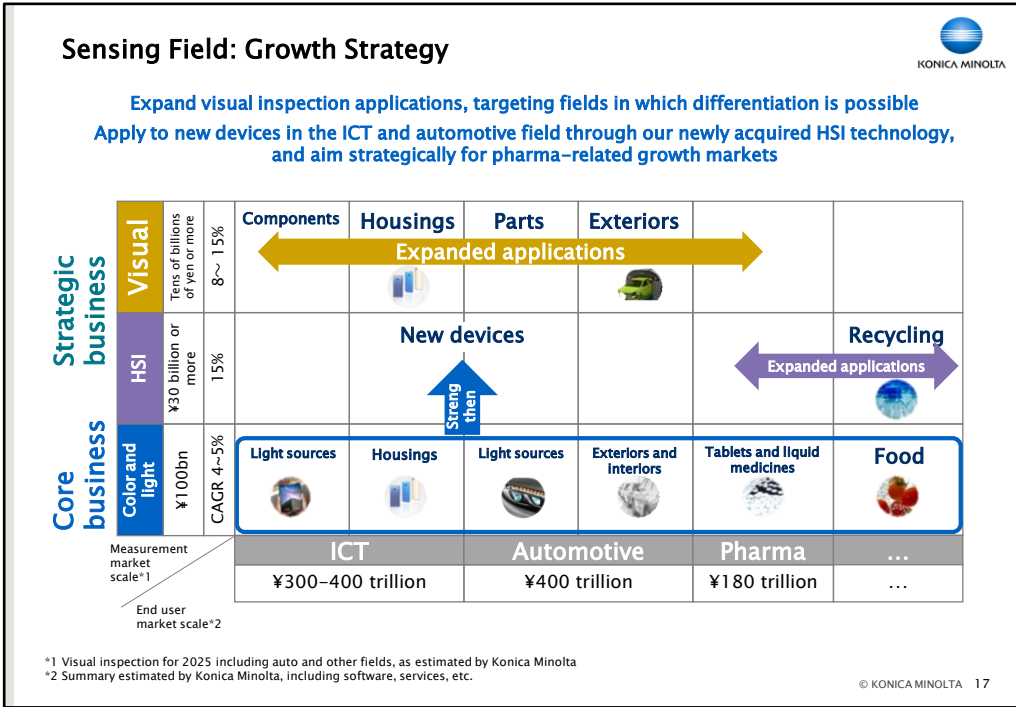 Sensing Field: Growth Strategy
KONICA MINOLTA
Expand visual inspection applications, targeting fields in which differentiation is possible
Apply to new devices in the ICT and automotive field through our newly acquired HSI technology,
and aim strategically for pharma-related growth markets
Strategic
business
Visual
Tens of billions
of yen or more
8～ 15%
Components
Housings
Parts
Exteriors
Expanded applications
HSI
¥30 billion or
more
15%
New devices
Recycling
Expanded applications
Streng
then
Core
business
Color and
light
¥100bn
CAGR 4~5%
Light sources
Housings
Light sources
Exteriors and
interiors
Tablets and liquid
medicines
Food
Measurement
market
scale*1
End user
market scale*2
ICT
Automotive
Pharma
...
¥300-400 trillion
¥400 trillion
¥180 trillion
...
*1 Visual inspection for 2025 including auto and other fields, as estimated by Konica Minolta
*2 Summary estimated by Konica Minolta, including software, services, etc.
© KONICA MINOLTA 17